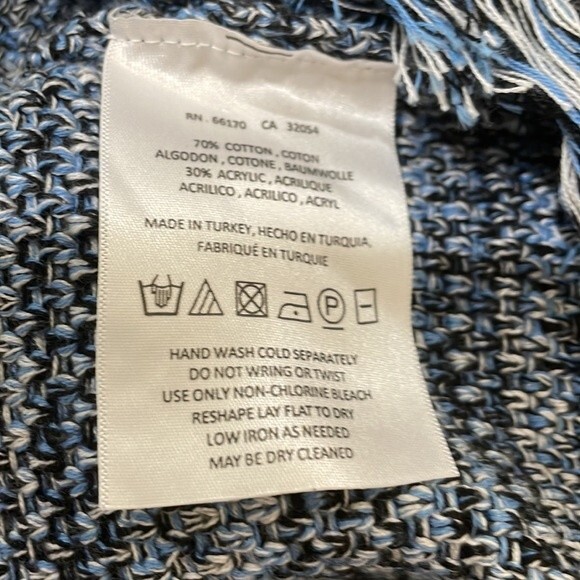 RN . 66170 CA 32054
70% COTTON , COTON
ALGODON , COTONE , BAUMWOLLE
30% ACRYLIC , ACRILIQUE
ACRILICO , ACRILICO , ACRYL
MADE IN TURKEY, HECHO EN TURQUIA,
FABRIQUÉ EN TURQUIE
P
HAND WASH COLD SEPARATELY
DO NOT WRING OR TWIST
USE ONLY NON-CHLORINE BLEACH
RESHAPE LAY FLAT TO DRY
LOW IRON AS NEEDED
MAY BE DRY CLEANED